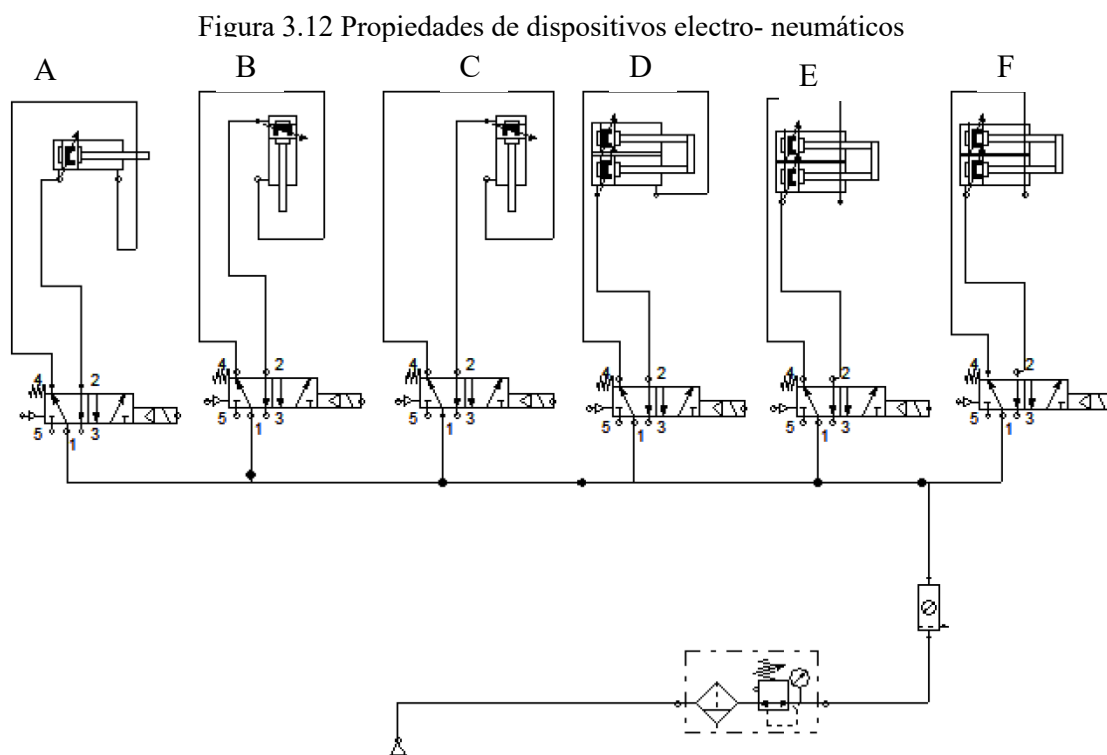 Figura 3.12 Propiedades de dispositivos electro- neumáticos
A B C D E F
4 2 4 2 4 2 4 2 4 2 4 2
5 1 3 5 1 3 5 1 3 5 1 3 5 1 3 5 1 3